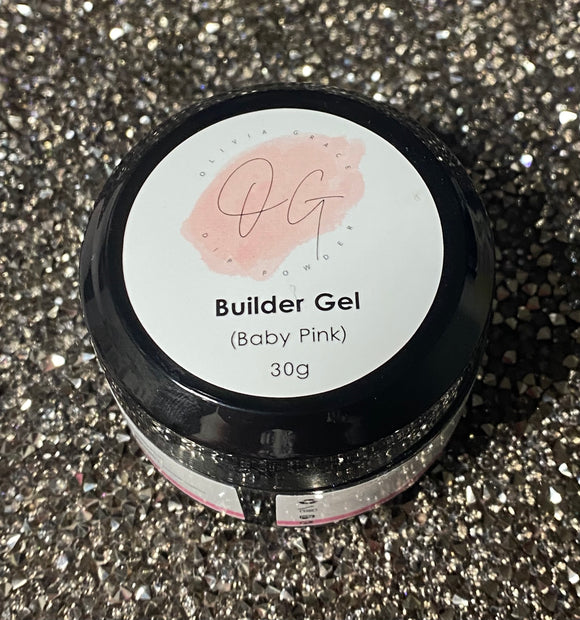 OLIVIA GRACE
OG
DIP POWDER
Builder Gel
(Baby Pink)
30g